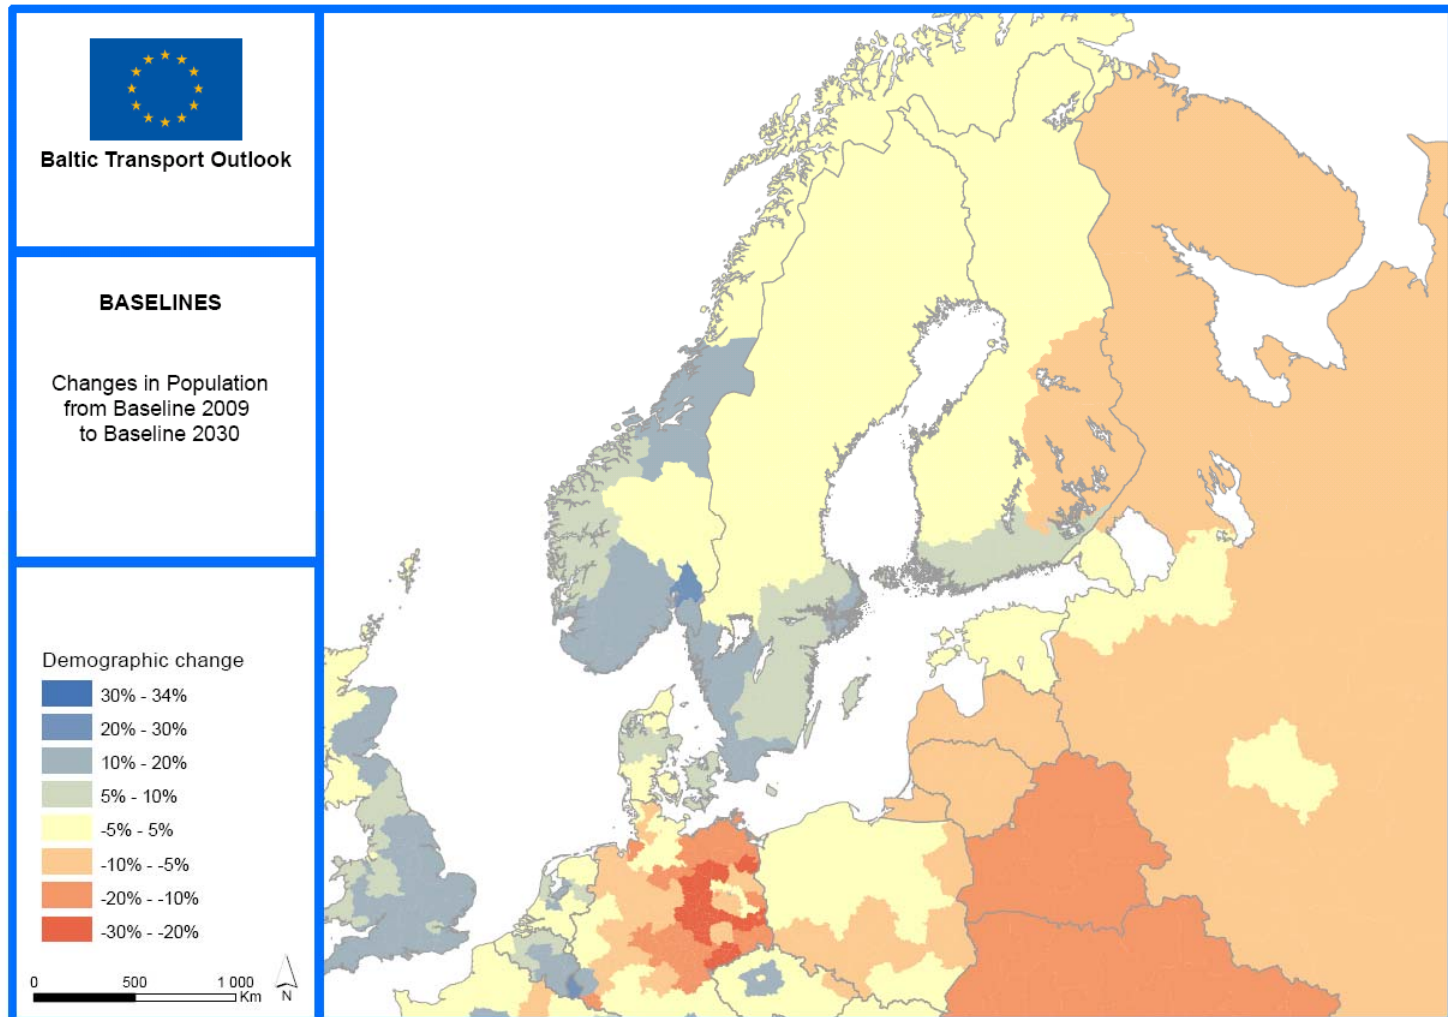 Baltic Transport Outlook
BASELINES
Changes in Population
from Baseline 2009
to Baseline 2030
Demographic change
30% - 34%
20% - 30%
10% - 20%
5% - 10%
-5% - 5%
-10% - -5%
-20% - -10%
-30% - -20%
0 500 1 000
Km
N